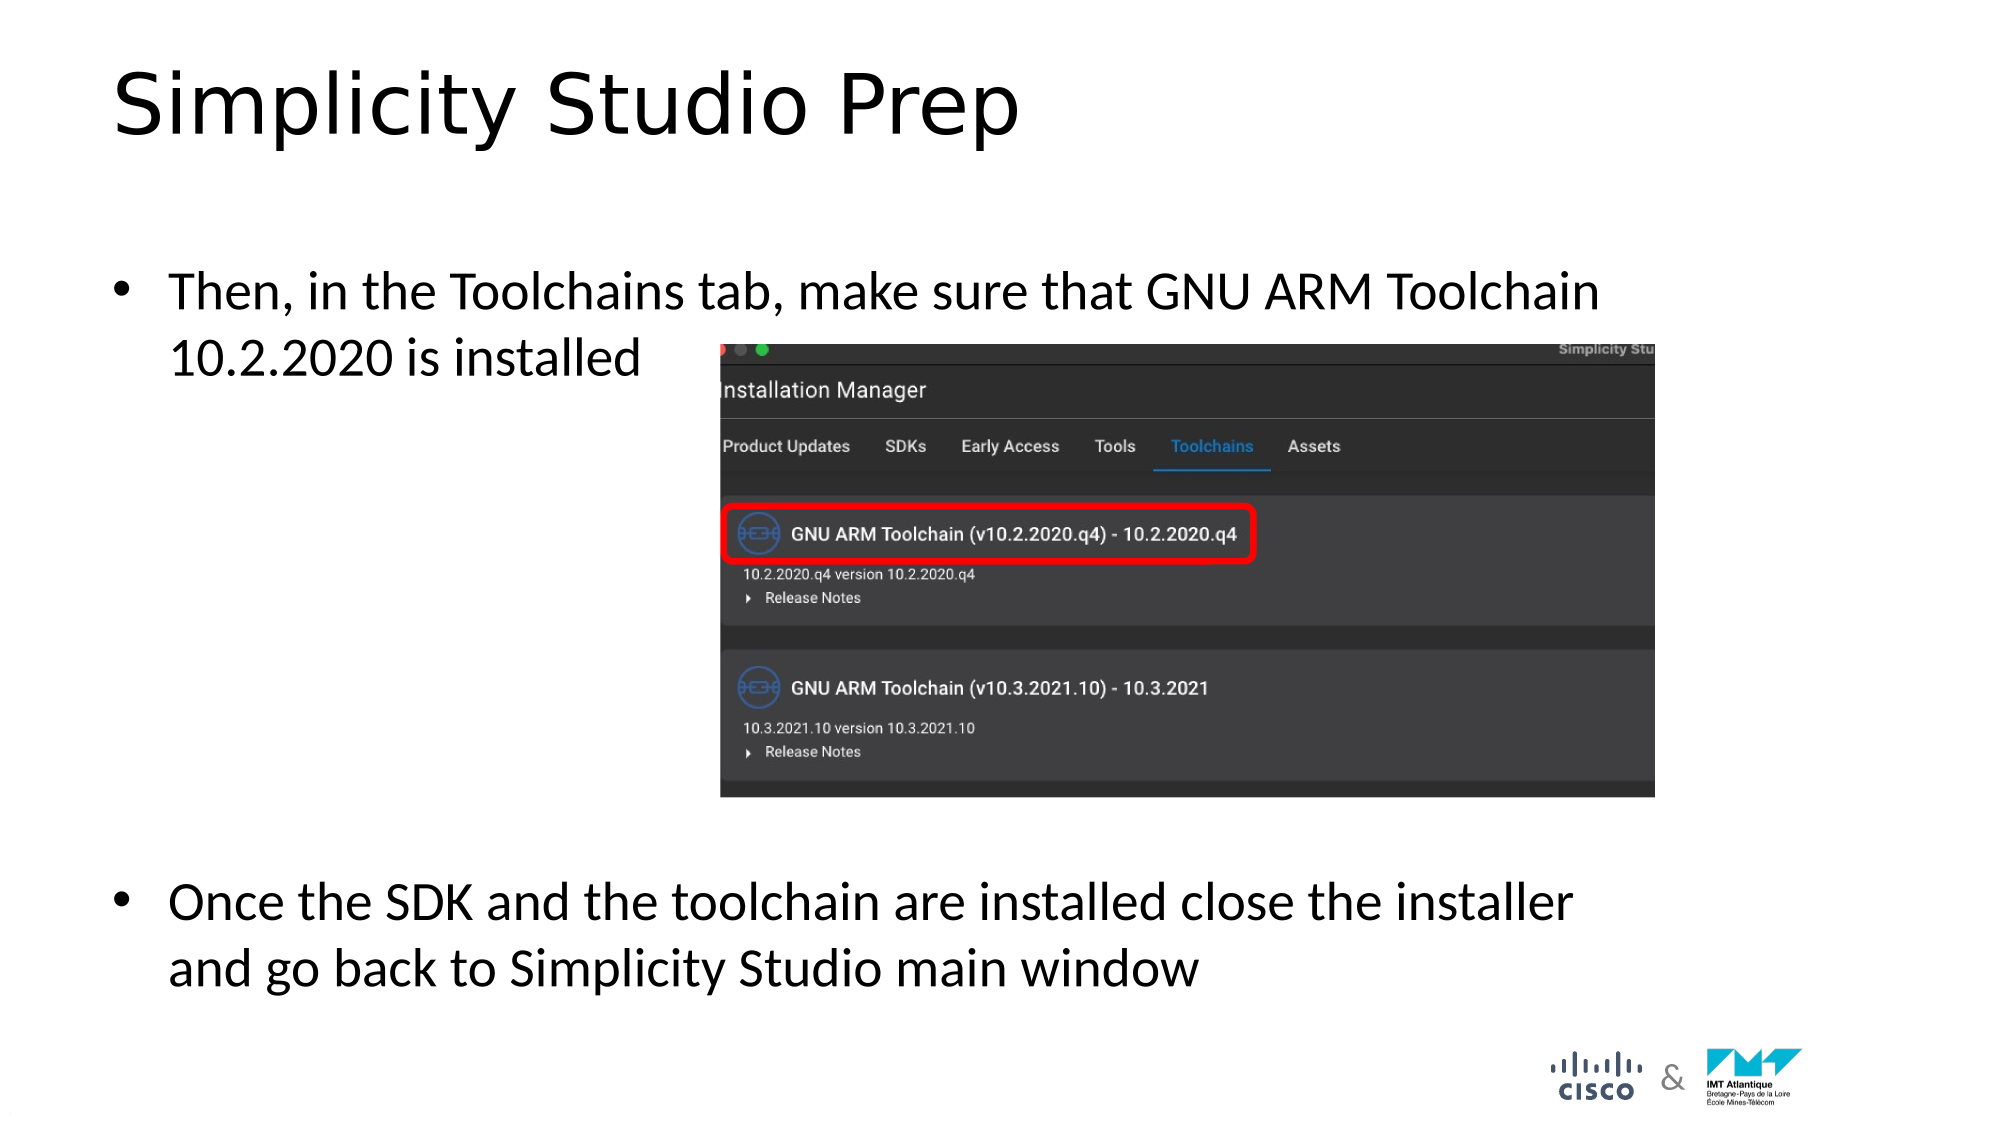 Simplicity Studio Prep
• Then, in the Toolchains tab, make sure that GNU ARM Toolchain
10.2.2020 is installed
Simplicity Stu
Installation Manager
Product Updates SDKs Early Access Tools Toolchains Assets
GNU ARM Toolchain (v10.2.2020.q4) - 10.2.2020.q4
10.2.2020.q4 version 10.2.2020.q4
Release Notes
GNU ARM Toolchain (v10.3.2021.10) - 10.3.2021
10.3.2021.10 version 10.3.2021.10
Release Notes
• Once the SDK and the toolchain are installed close the installer
and go back to Simplicity Studio main window
CISCO & IMT Atlantique
Bretagne-Pays de la Loire
École Mines-Télécom